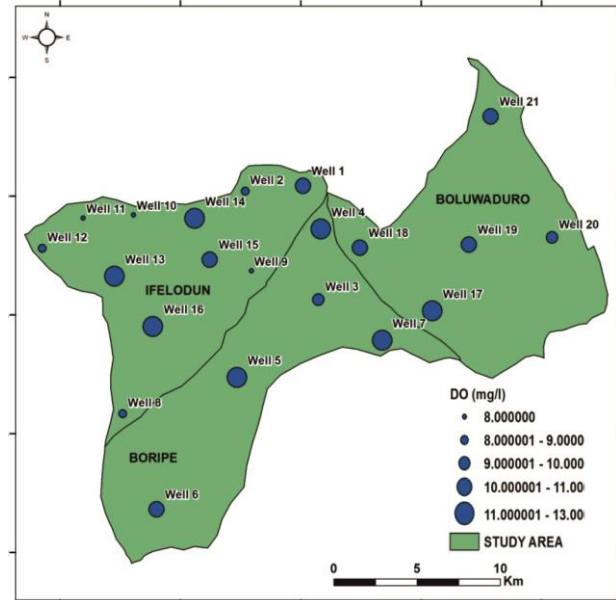 N
W E
S
Well 21
Well 2
Well 1
BOLUWADURO
Well 11
Well 10
Well 14
Well 4
Well 18
Well 19
Well 20
Well 12
Well 15
Well 9
Well 13
IFELODUN
Well 3
Well 17
Well 16
Well 7
Well 5
Well 8
BORIPE
Well 6
DO (mg/l)
8.000000
8.000001 - 9.0000
9.000001 - 10.000
10.000001 - 11.00
11.000001 - 13.00
STUDY AREA
0 5 10
Km